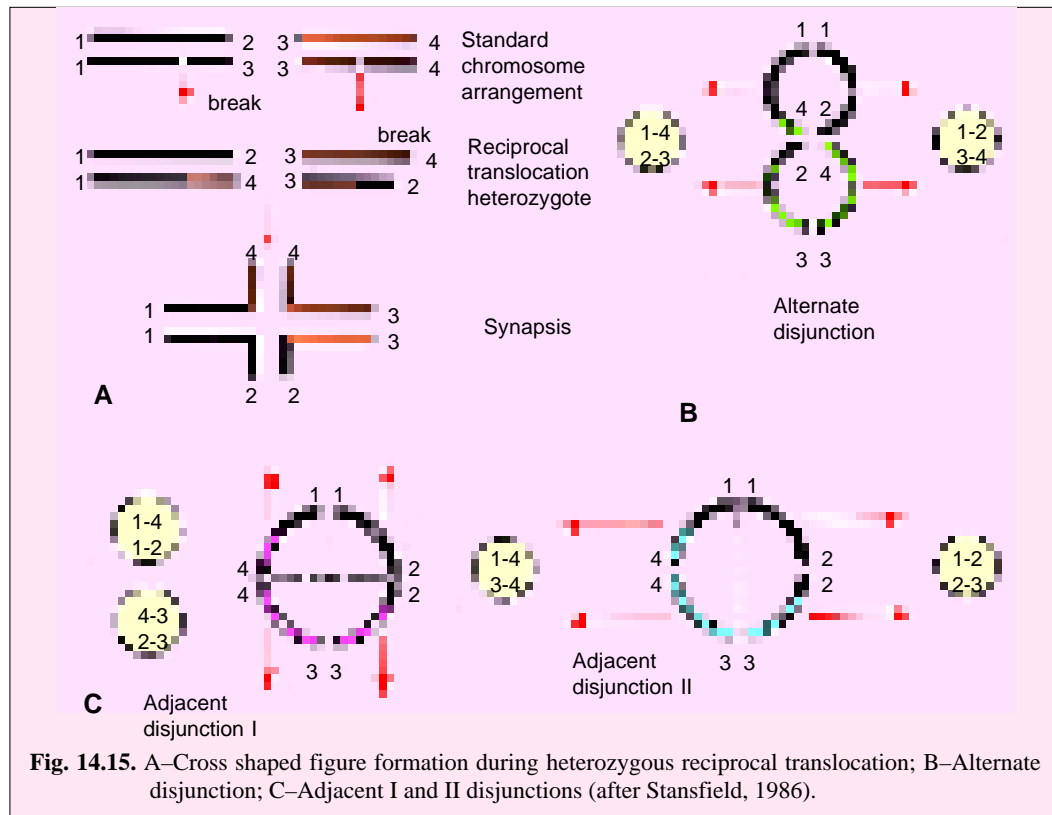 1 2 3 4 Standard
1 3 3 4 chromosome
arrangement
break
break
1 2 3 4 Reciprocal
1 4 3 2 translocation
heterozygote
4 4
1 3
1 3
Synapsis
2 2
A
1 1
4 2
1-4
2-3
1-2
3-4
2 4
3 3
Alternate
disjunction
B
1-4
1-2
4-3
2-3
1 1
4 2
4 2
3 3
C Adjacent
disjunction I
1 1
1-4
3-4
4 2
4 2
1-2
2-3
3 3
Adjacent
disjunction II
Fig. 14.15. A–Cross shaped figure formation during heterozygous reciprocal translocation; B–Alternate
disjunction; C–Adjacent I and II disjunctions (after Stansfield, 1986).